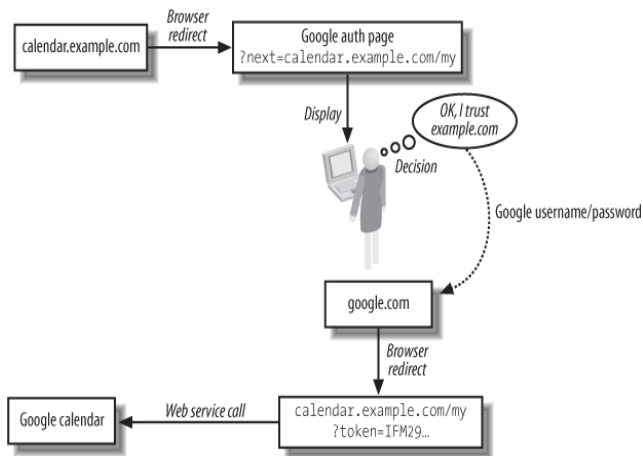 Browser
redirect
calendar.example.com
Google auth page
?next=calendar.example.com/my
Display
OK, I trust
example.com
Decision
Google username/password
google.com
Browser
redirect
Google calendar
Web service call
calendar.example.com/my
?token=IFM29…